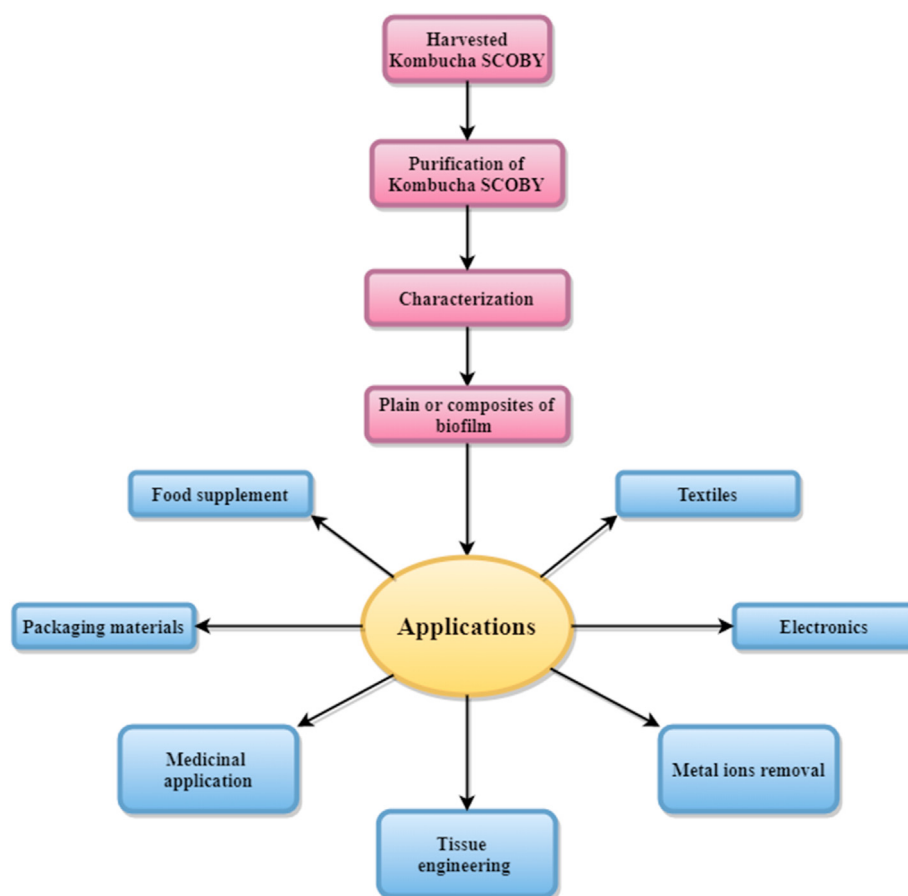 Harvested
Kombucha SCOBY
Purification of
Kombucha SCOBY
Characterization
Plain or composites of
biofilm
Food supplement
Textiles
Packaging materials
Applications
Electronics
Medicinal
application
Metal ions removal
Tissue
engineering